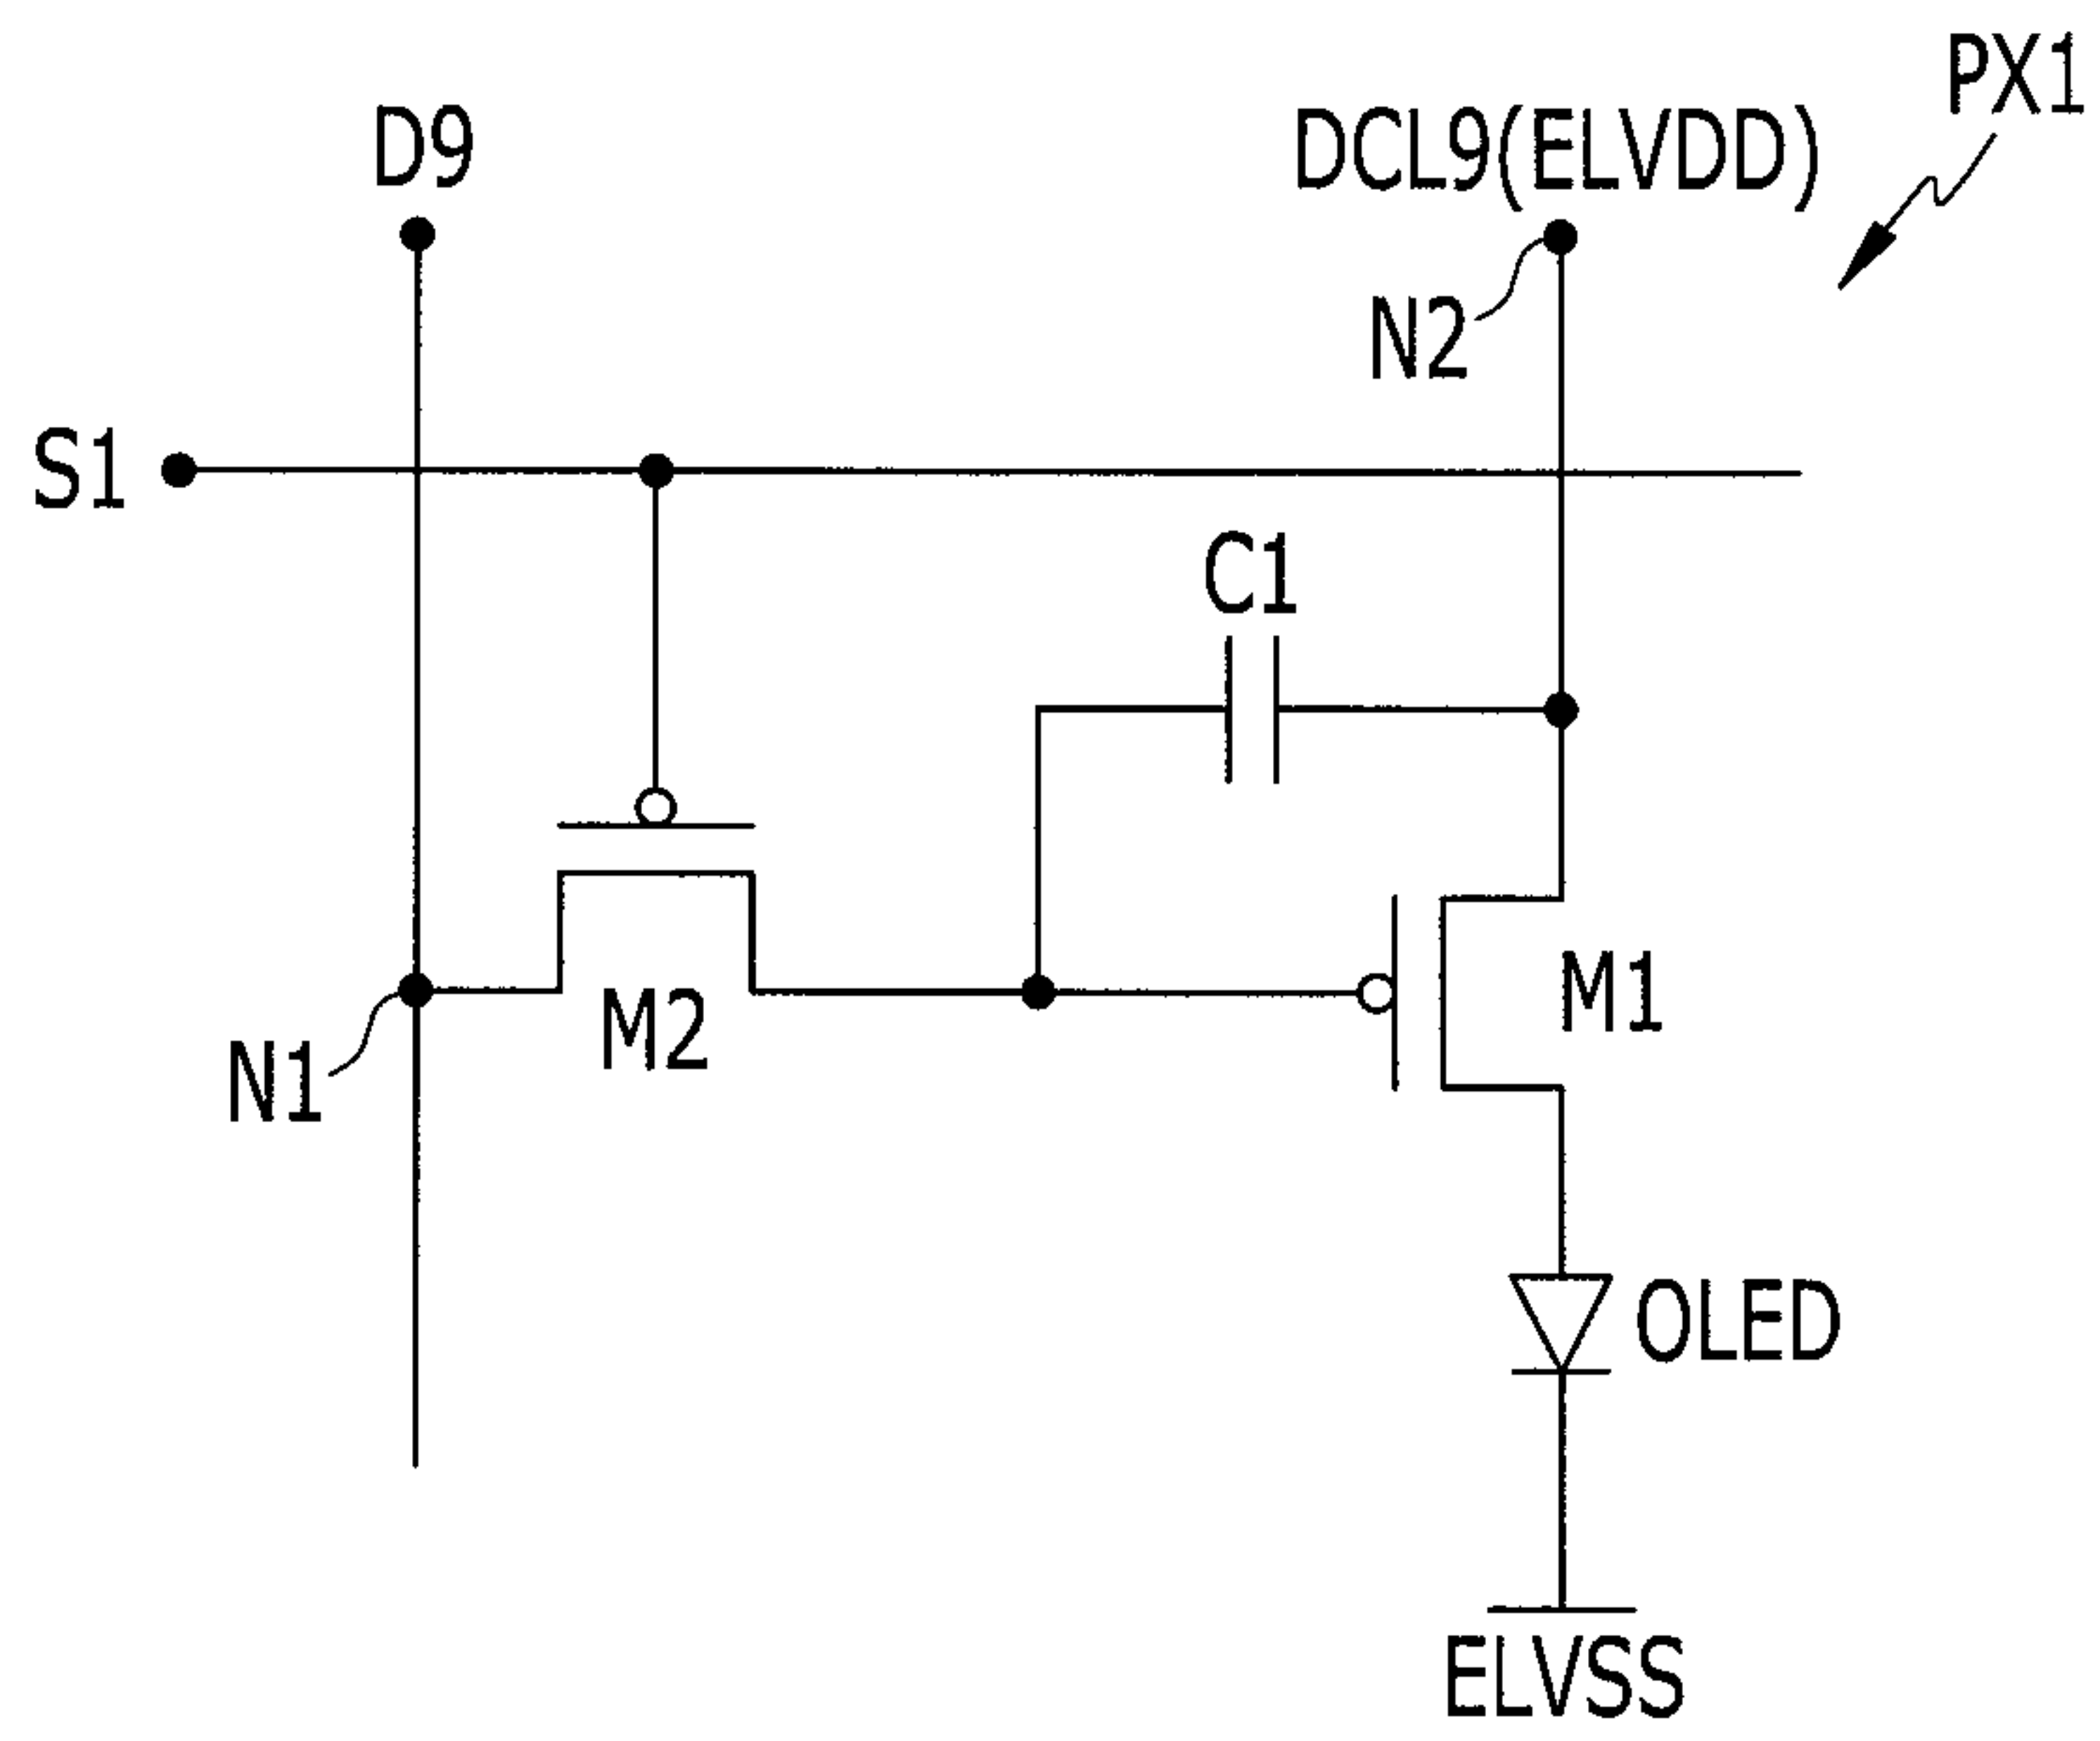 PX1
D9
DCL9(ELVDD)
N2
S1
C1
M1
M2
N1
OLED
ELVSS